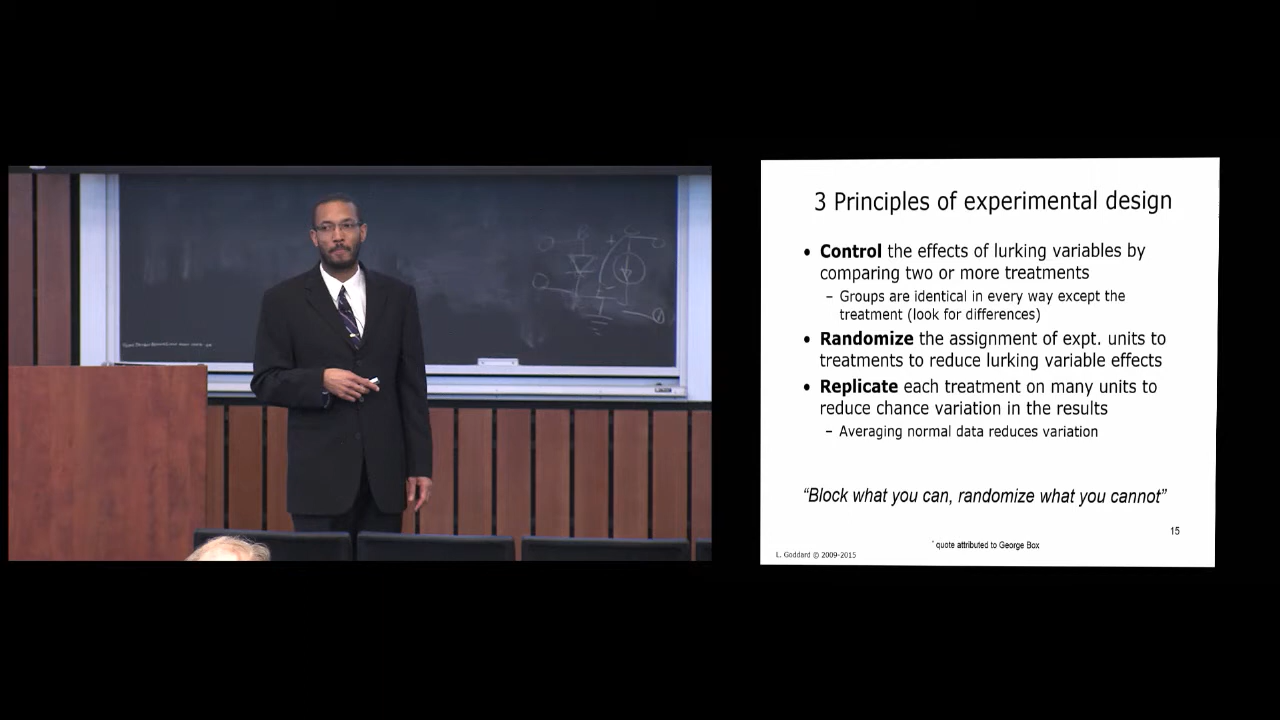 3 Principles of experimental design
• Control the effects of lurking variables by
comparing two or more treatments
– Groups are identical in every way except the
treatment (look for differences)
• Randomize the assignment of expt. units to
treatments to reduce lurking variable effects
• Replicate each treatment on many units to
reduce chance variation in the results
– Averaging normal data reduces variation
“Block what you can, randomize what you cannot”
15
* quote attributed to George Box
L. Goddard © 2009-2015